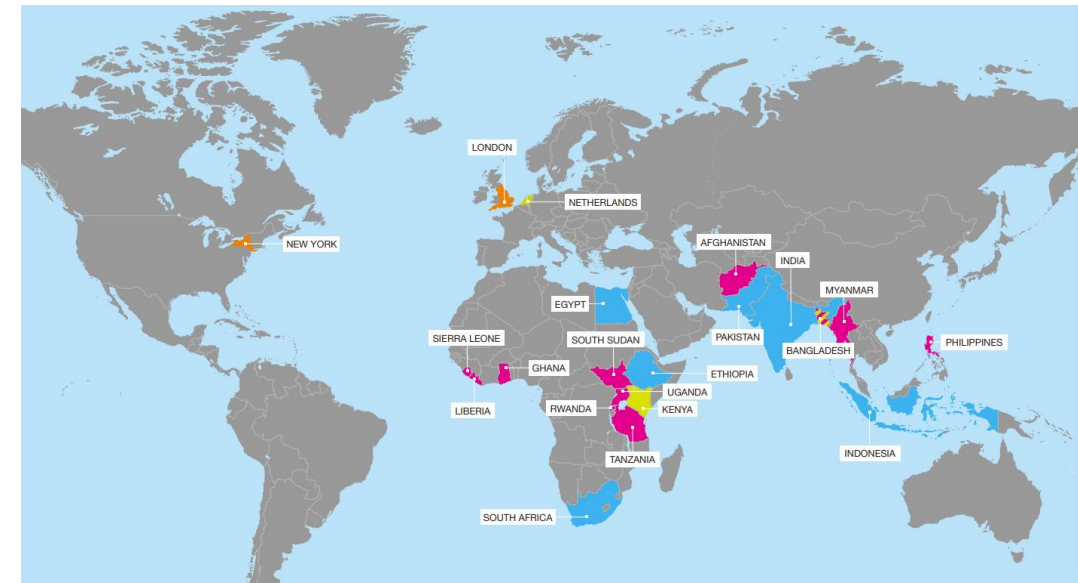 LONDON
NETHERLANDS
NEW YORK
AFGHANISTAN
INDIA
MYANMAR
EGYPT
SIERRA LEONE
SOUTH SUDAN
PAKISTAN
BANGLADESH
PHILIPPINES
GHANA
ETHIOPIA
UGANDA
LIBERIA
RWANDA
KENYA
TANZANIA
INDONESIA
SOUTH AFRICA